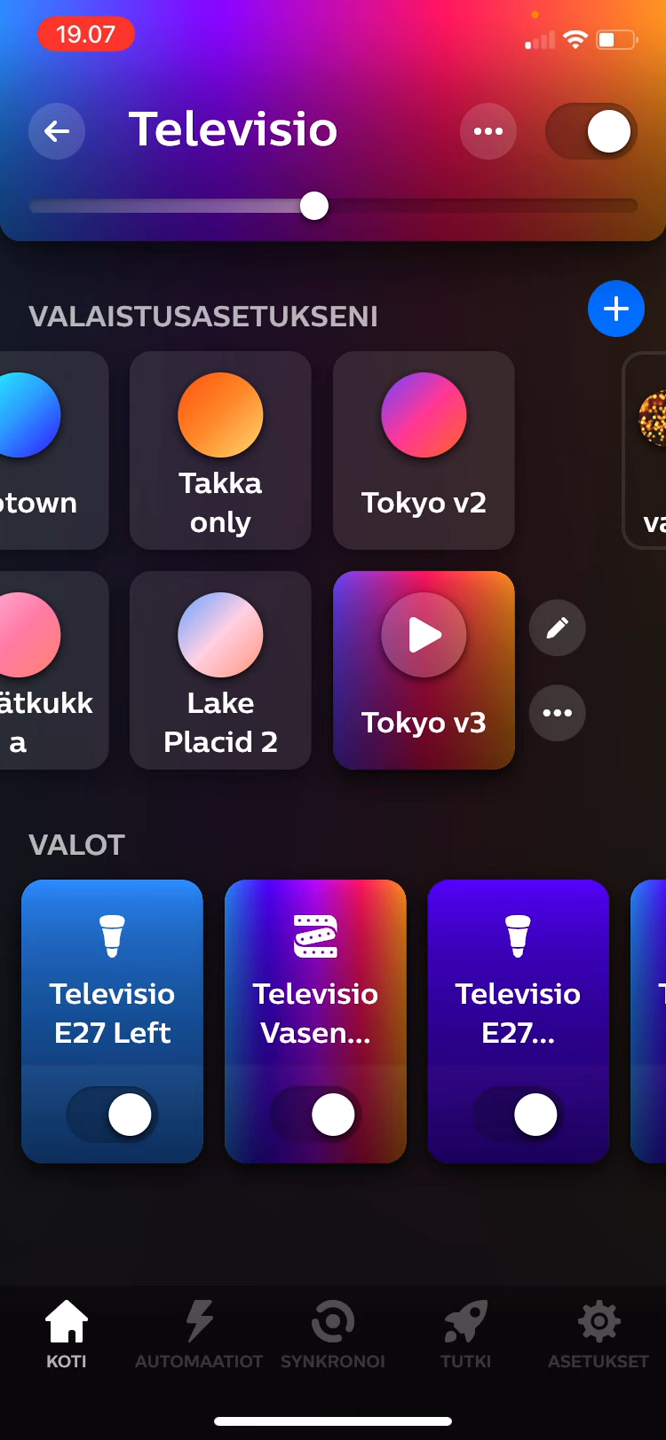 19.07
Televisio
VALAISTUSASETUKSENI
Takka
only
Tokyo v2
Lake
Placid 2
Tokyo v3
VALOT
Televisio
E27 Left
Televisio
Vasen...
Televisio
E27...
KOTI
AUTOMAATIOT
SYNKRONOI
TUTKI
ASETUKSET